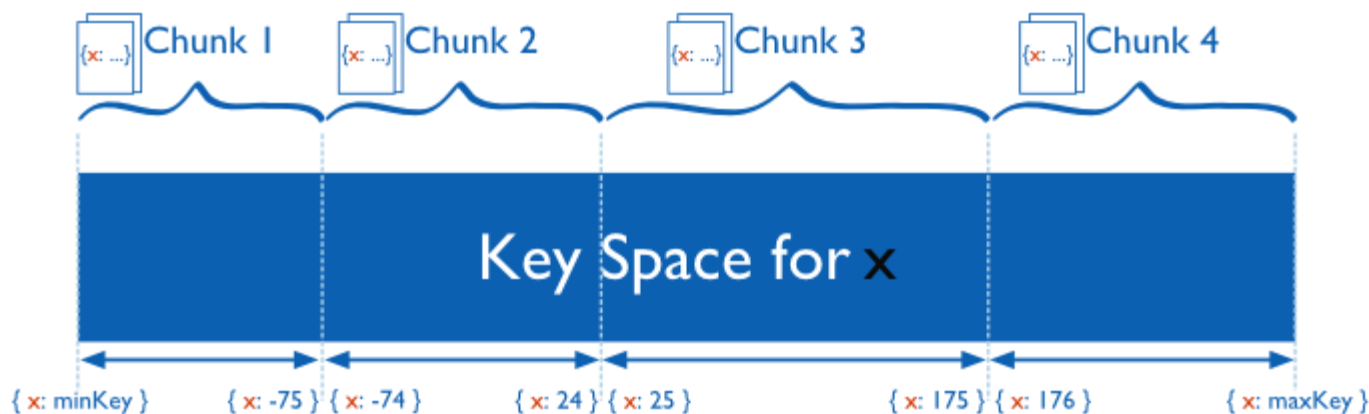 {x: ...} Chunk 1 {x: ...} Chunk 2 {x: ...} Chunk 3 {x: ...} Chunk 4
Key Space for x
{ x: minKey } { x: -75 } { x: -74 } { x: 24 } { x: 25 } { x: 175 } { x: 176 } { x: maxKey }